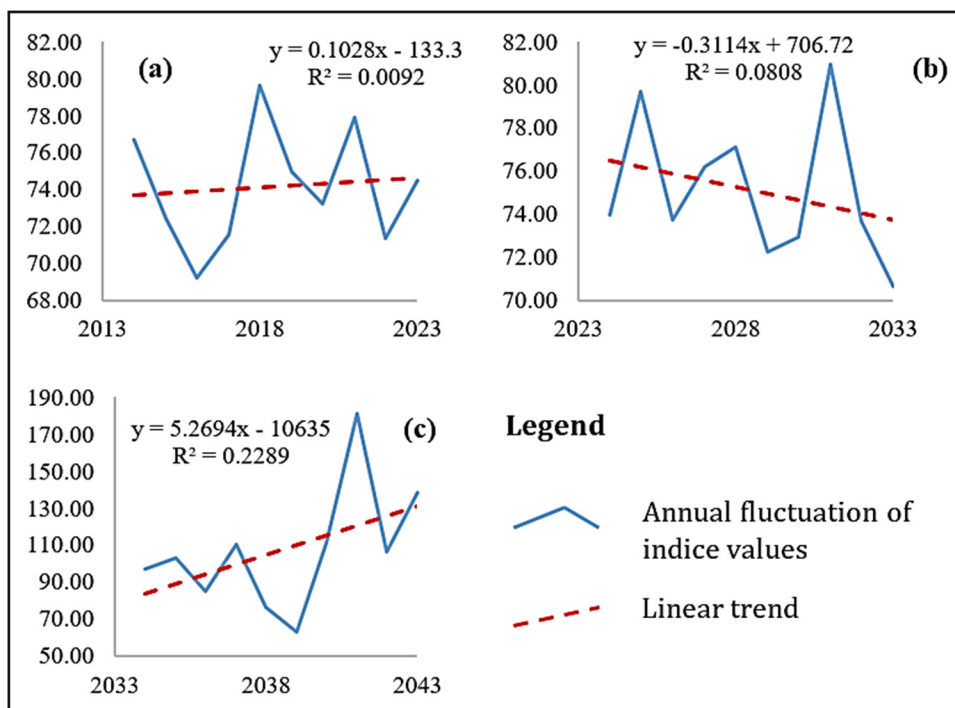 (a)
y = 0.1028x - 133.3
R² = 0.0092
82.00
80.00
78.00
76.00
74.00
72.00
70.00
68.00
2013
2018
2023
y = -0.3114x + 706.72
R² = 0.0808
(b)
82.00
80.00
78.00
76.00
74.00
72.00
70.00
2023
2028
2033
y = 5.2694x - 10635
R² = 0.2289
(c)
190.00
170.00
150.00
130.00
110.00
90.00
70.00
50.00
2033
2038
2043
Legend
Annual fluctuation of
indice values
Linear trend